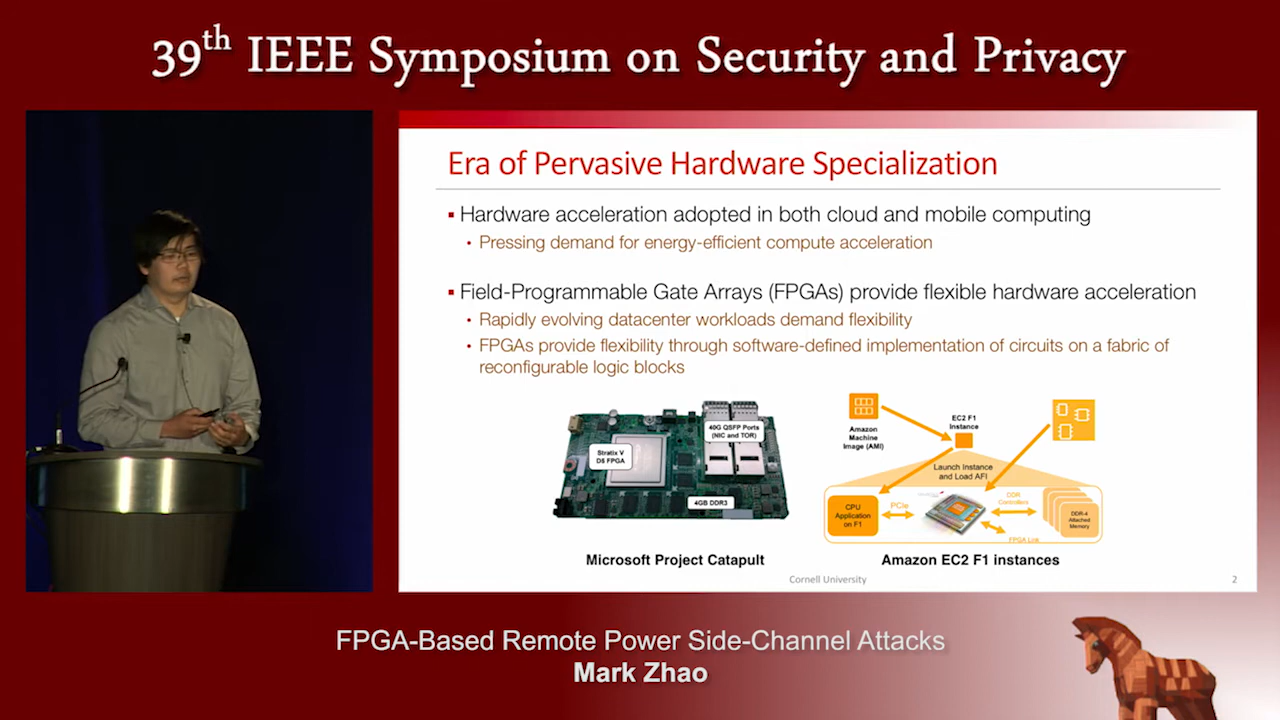 39th IEEE Symposium on Security and Privacy
Era of Pervasive Hardware Specialization
▪ Hardware acceleration adopted in both cloud and mobile computing
• Pressing demand for energy-efficient compute acceleration
▪ Field-Programmable Gate Arrays (FPGAs) provide flexible hardware acceleration
• Rapidly evolving datacenter workloads demand flexibility
• FPGAs provide flexibility through software-defined implementation of circuits on a fabric of
reconfigurable logic blocks
Stratix V
D5 FPGA
40G QSFP Ports
(NIC and TOR)
4GB DDR3
Microsoft Project Catapult
Amazon
Machine
Image (AMI)
EC2 F1
Instance
Launch Instance
and Load AFI
CPU
Application
on F1
PCIe
DDR
Controllers
FPGA Link
DDR-4
Attached
Memory
Amazon EC2 F1 instances
Cornell University
2
FPGA-Based Remote Power Side-Channel Attacks
Mark Zhao